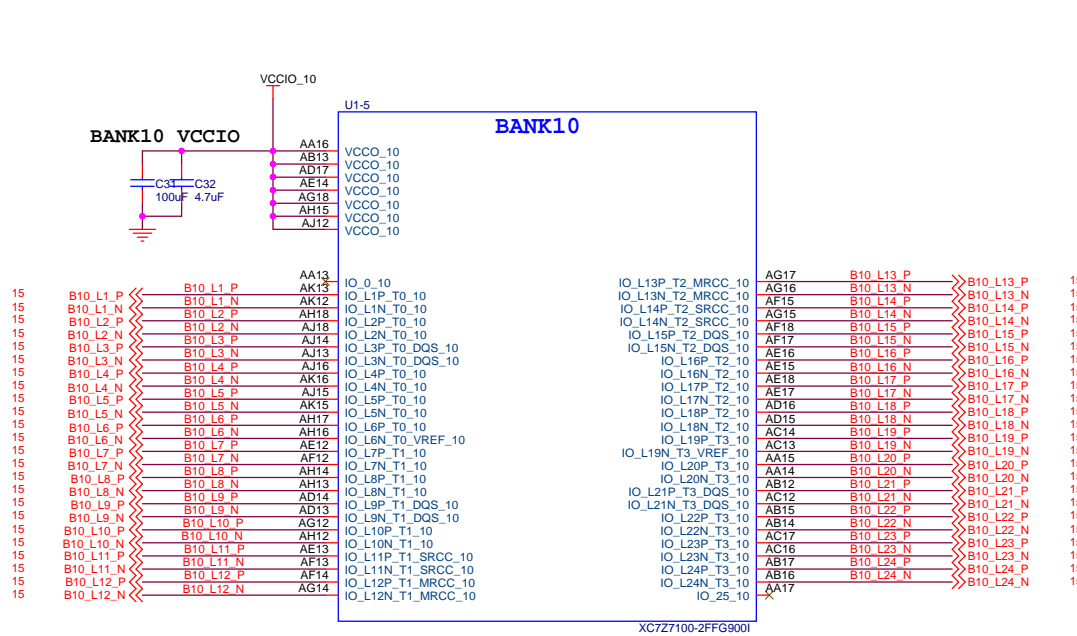 VCCIO_10
U1-5
BANK10
BANK10 VCCIO
C31 100uF
C32 4.7uF
AA16 VCCO_10
AB13 VCCO_10
AD17 VCCO_10
AE14 VCCO_10
AG18 VCCO_10
AH15 VCCO_10
AJ12 VCCO_10
AA13 IO_0_10
15 B10_L1_P B10_L1_P AK13 IO_L1P_T0_10
15 B10_L1_N B10_L1_N AK12 IO_L1N_T0_10
15 B10_L2_P B10_L2_P AH18 IO_L2P_T0_10
15 B10_L2_N B10_L2_N AJ18 IO_L2N_T0_10
15 B10_L3_P B10_L3_P AJ14 IO_L3P_T0_DQS_10
15 B10_L3_N B10_L3_N AJ13 IO_L3N_T0_DQS_10
15 B10_L4_P B10_L4_P AJ16 IO_L4P_T0_10
15 B10_L4_N B10_L4_N AK16 IO_L4N_T0_10
15 B10_L5_P B10_L5_P AJ15 IO_L5P_T0_10
15 B10_L5_N B10_L5_N AK15 IO_L5N_T0_10
15 B10_L6_P B10_L6_P AH17 IO_L6P_T0_10
15 B10_L6_N B10_L6_N AH16 IO_L6N_T0_VREF_10
15 B10_L7_P B10_L7_P AE12 IO_L7P_T1_10
15 B10_L7_N B10_L7_N AF12 IO_L7N_T1_10
15 B10_L8_P B10_L8_P AH14 IO_L8P_T1_10
15 B10_L8_N B10_L8_N AH13 IO_L8N_T1_10
15 B10_L9_P B10_L9_P AD14 IO_L9P_T1_DQS_10
15 B10_L9_N B10_L9_N AD13 IO_L9N_T1_DQS_10
15 B10_L10_P B10_L10_P AG12 IO_L10P_T1_10
15 B10_L10_N B10_L10_N AH12 IO_L10N_T1_10
15 B10_L11_P B10_L11_P AE13 IO_L11P_T1_SRCC_10
15 B10_L11_N B10_L11_N AF13 IO_L11N_T1_SRCC_10
15 B10_L12_P B10_L12_P AF14 IO_L12P_T1_MRCC_10
15 B10_L12_N B10_L12_N AG14 IO_L12N_T1_MRCC_10
IO_L13P_T2_MRCC_10 AG17 B10_L13_P B10_L13_P
IO_L13N_T2_MRCC_10 AG16 B10_L13_N B10_L13_N
IO_L14P_T2_SRCC_10 AF15 B10_L14_P B10_L14_P
IO_L14N_T2_SRCC_10 AG15 B10_L14_N B10_L14_N
IO_L15P_T2_DQS_10 AF18 B10_L15_P B10_L15_P
IO_L15N_T2_DQS_10 AF17 B10_L15_N B10_L15_N
IO_L16P_T2_10 AE16 B10_L16_P B10_L16_P
IO_L16N_T2_10 AE15 B10_L16_N B10_L16_N
IO_L17P_T2_10 AE18 B10_L17_P B10_L17_P
IO_L17N_T2_10 AE17 B10_L17_N B10_L17_N
IO_L18P_T2_10 AD16 B10_L18_P B10_L18_P
IO_L18N_T2_10 AD15 B10_L18_N B10_L18_N
IO_L19P_T3_10 AC14 B10_L19_P B10_L19_P
IO_L19N_T3_VREF_10 AC13 B10_L19_N B10_L19_N
IO_L20P_T3_10 AA15 B10_L20_P B10_L20_P
IO_L20N_T3_10 AA14 B10_L20_N B10_L20_N
IO_L21P_T3_DQS_10 AB12 B10_L21_P B10_L21_P
IO_L21N_T3_DQS_10 AC12 B10_L21_N B10_L21_N
IO_L22P_T3_10 AB15 B10_L22_P B10_L22_P
IO_L22N_T3_10 AB14 B10_L22_N B10_L22_N
IO_L23P_T3_10 AC17 B10_L23_P B10_L23_P
IO_L23N_T3_10 AC16 B10_L23_N B10_L23_N
IO_L24P_T3_10 AB17 B10_L24_P B10_L24_P
IO_L24N_T3_10 AB16 B10_L24_N B10_L24_N
IO_25_10 AA17
XC7Z7100-2FFG900I